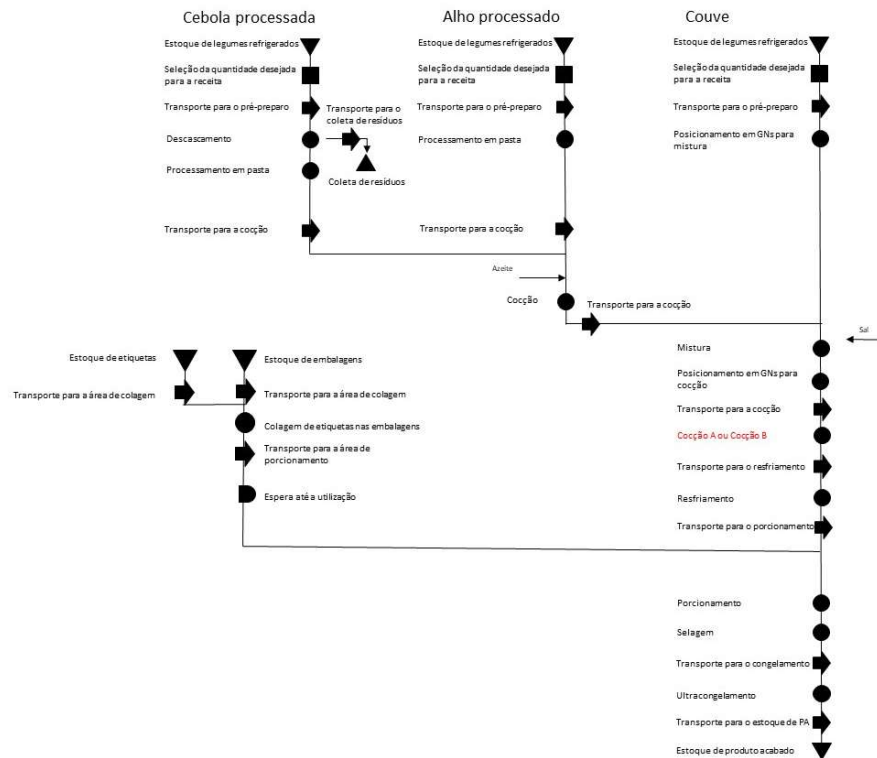 Cebola processada
Estoque de legumes refrigerados
Seleção da quantidade desejada
para a receita
Transporte para o pré-preparo
Transporte para o
coleta de resíduos
Descascamento
Processamento em pasta
Coleta de resíduos
Transporte para a cocção
Alho processado
Estoque de legumes refrigerados
Seleção da quantidade desejada
para a receita
Transporte para o pré-preparo
Processamento em pasta
Transporte para a cocção
Azeite
Cocção
Transporte para a cocção
Couve
Estoque de legumes refrigerados
Seleção da quantidade desejada
para a receita
Transporte para o pré-preparo
Posicionamento em GNs para
mistura
Sal
Mistura
Posicionamento em GNs para
cocção
Transporte para a cocção
Cocção A ou Cocção B
Transporte para o resfriamento
Resfriamento
Transporte para o porcionamento
Estoque de etiquetas
Transporte para a área de colagem
Estoque de embalagens
Transporte para a área de colagem
Colagem de etiquetas nas embalagens
Transporte para a área de
porcionamento
Espera até a utilização
Porcionamento
Selagem
Transporte para o congelamento
Ultracongelamento
Transporte para o estoque de PA
Estoque de produto acabado